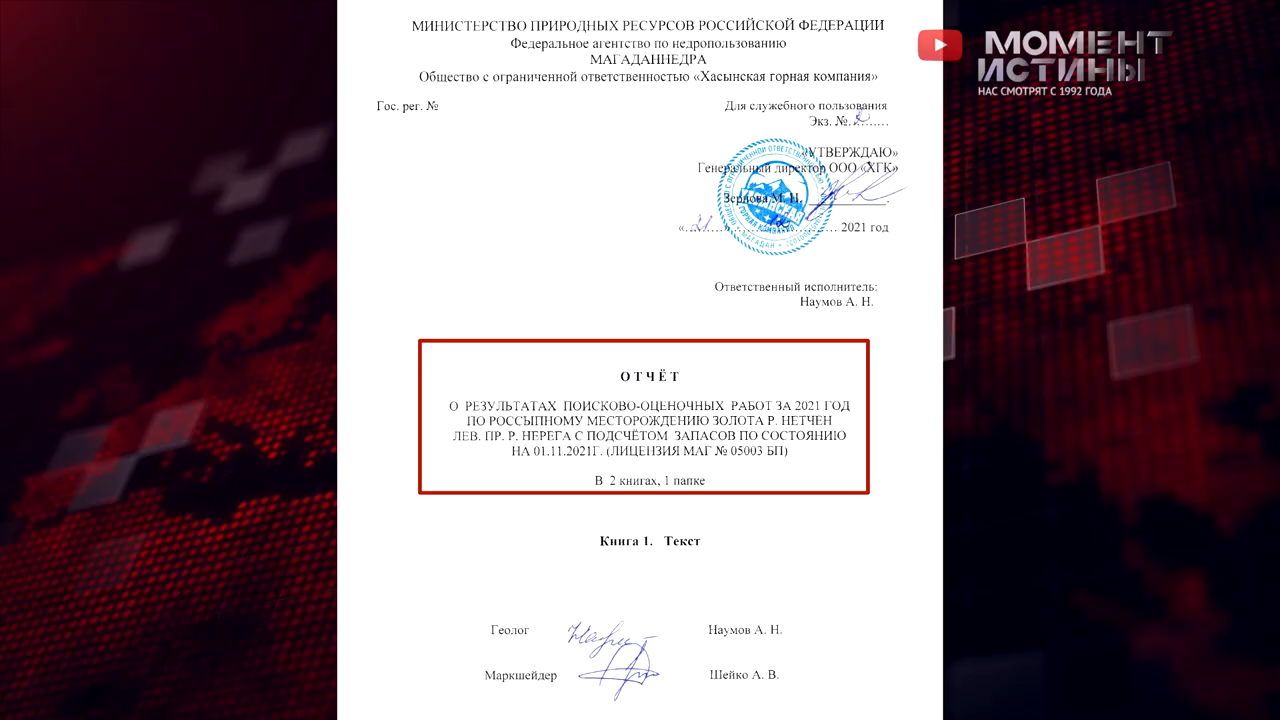 МИНИСТЕРСТВО ПРИРОДНЫХ РЕСУРСОВ РОССИЙСКОЙ ФЕДЕРАЦИИ
Федеральное агентство по недропользованию
МАГАДАННЕДРА
Общество с ограниченной ответственностью «Хасынская горная компания»
МОМЕНТ
ИСТИНЫ
НАС СМОТРЯТ С 1992 ГОДА
Гос. рег. №
Для служебного пользования
Экз. №. 2 ........
«УТВЕРЖДАЮ»
Генеральный директор ООО «ХГК»
Зернова М. Н.
«...21...» ...12... 2021 год
Ответственный исполнитель:
Наумов А. Н.
О Т Ч Ё Т
О РЕЗУЛЬТАТАХ ПОИСКОВО-ОЦЕНОЧНЫХ РАБОТ ЗА 2021 ГОД
ПО РОССЫПНОМУ МЕСТОРОЖДЕНИЮ ЗОЛОТА Р. НЕТЧЕН
ЛЕВ. ПР. Р. НЕРЕГА С ПОДСЧЁТОМ ЗАПАСОВ ПО СОСТОЯНИЮ
НА 01.11.2021Г. (ЛИЦЕНЗИЯ МАГ № 05003 БП)
В 2 книгах, 1 папке
Книга 1. Текст
Геолог Наумов А. Н.
Маркшейдер Шейко А. В.